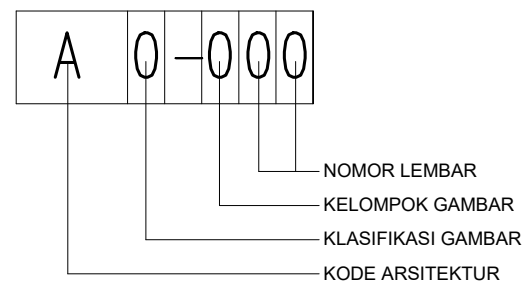 A 0-000
NOMOR LEMBAR
KELOMPOK GAMBAR
KLASIFIKASI GAMBAR
KODE ARSITEKTUR